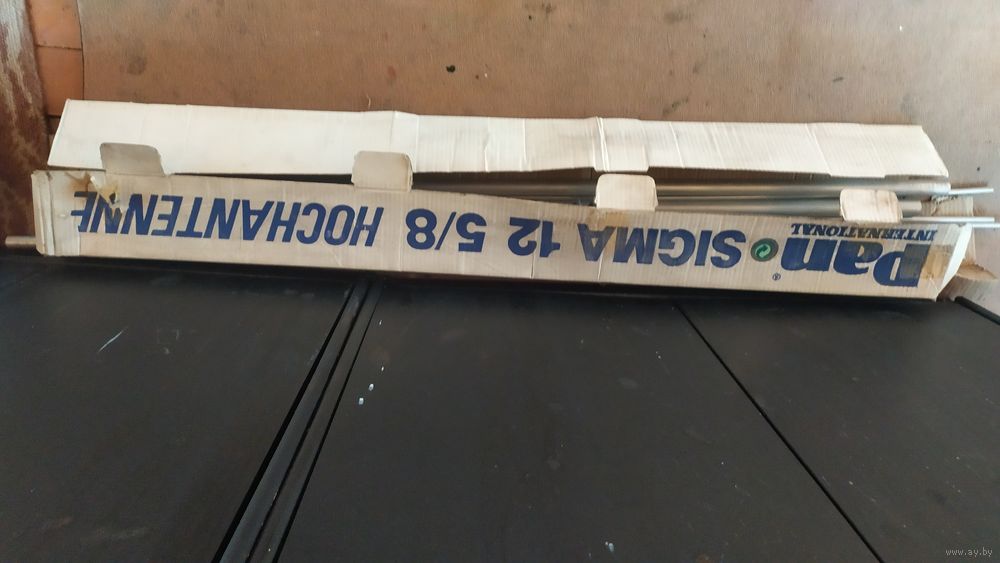 Pan® SIGMA 12 5/8 HOCHANTENNE
INTERNATIONAL
www.ay.by